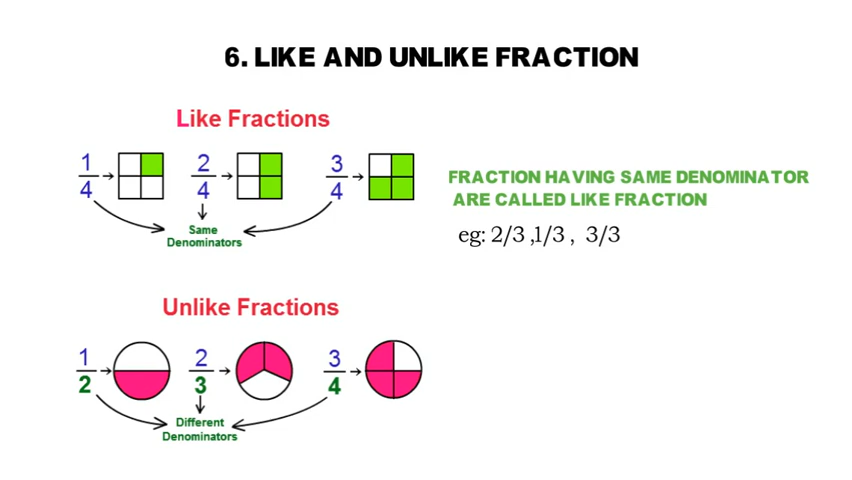 6. LIKE AND UNLIKE FRACTION
Like Fractions
1/4 2/4 3/4
Same
Denominators
FRACTION HAVING SAME DENOMINATOR
ARE CALLED LIKE FRACTION
eg: 2/3 ,1/3 , 3/3
Unlike Fractions
1/2 2/3 3/4
Different
Denominators